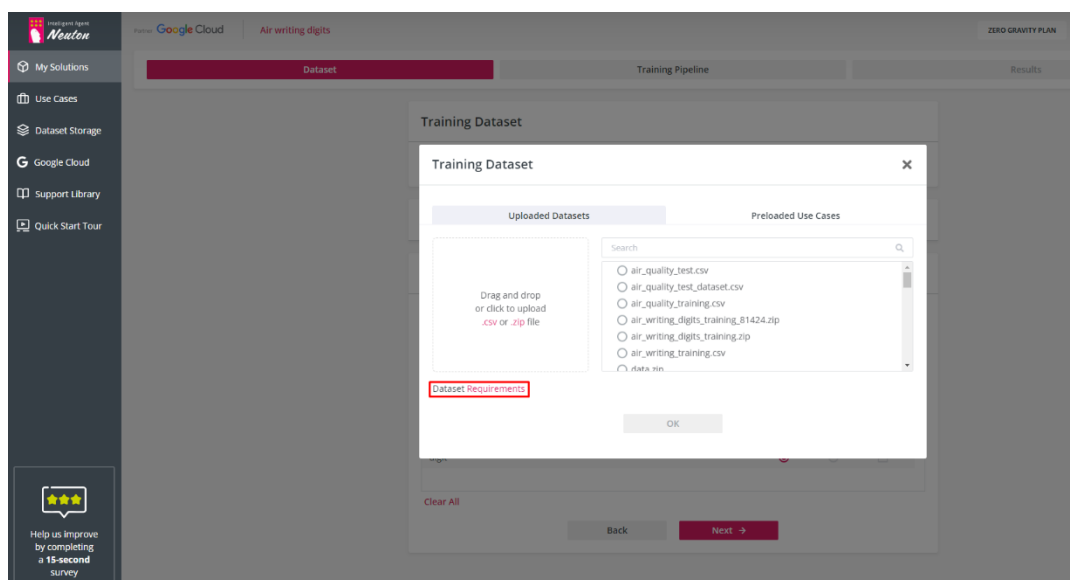 Intelligent Agent
Neuton
Google Cloud
Air writing digits
ZERO GRAVITY PLAN
My Solutions
Use Cases
Dataset Storage
Google Cloud
Support Library
Quick Start Tour
Dataset
Training Pipeline
Results
Training Dataset
Training Dataset
Uploaded Datasets
Preloaded Use Cases
Drag and drop
or click to upload
.csv or .zip file
Search
air_quality_test.csv
air_quality_test_dataset.csv
air_quality_training.csv
air_writing_digits_training_81424.zip
air_writing_digits_training.zip
air_writing_training.csv
data.zip
Dataset Requirements
OK
Clear All
Back
Next →
Help us improve
by completing
a 15-second
survey